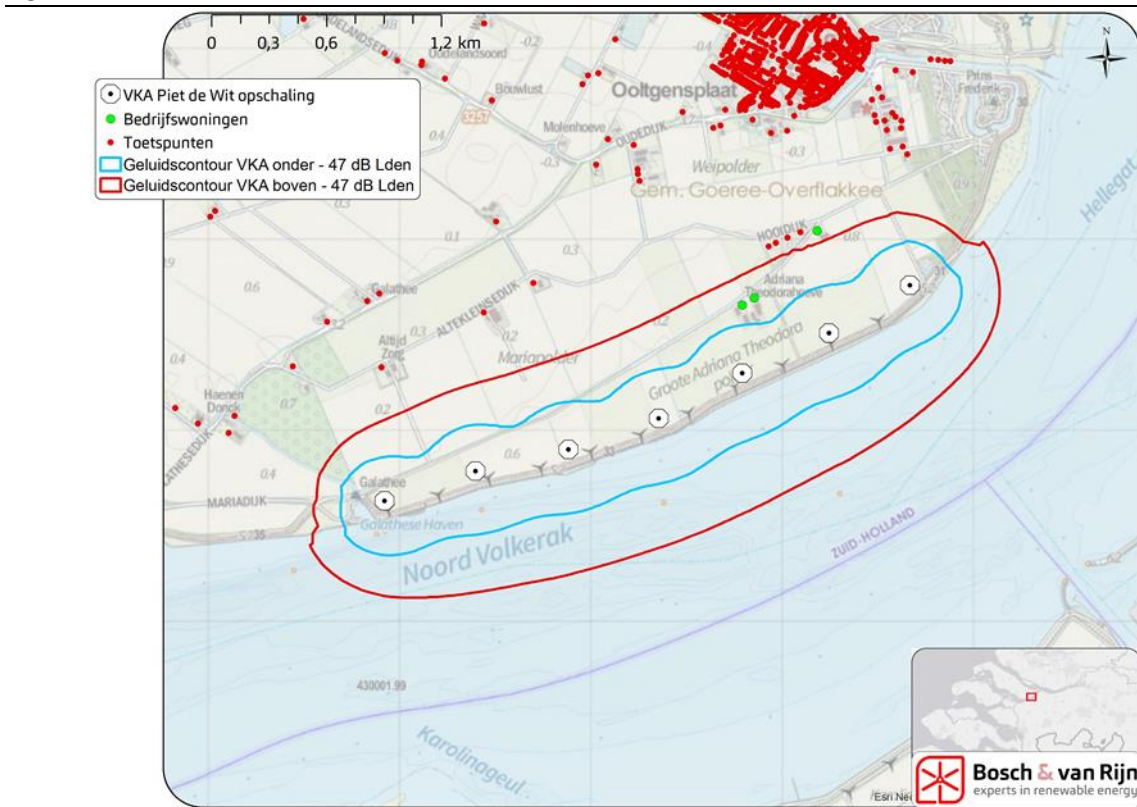 0 0,3 0,6 1,2 km
VKA Piet de Wit opschaling
Bedrijfswoningen
Toetspunten
Geluidscontour VKA onder - 47 dB Lden
Geluidscontour VKA boven - 47 dB Lden
N
Oudelandsoord
Bouwlust
Molenhoeve
OUDEDIJK
Ooltgensplaat
Prins
Frederik
Weipolder
Gem. Goeree-Overflakkee
Hellegat
HOOIDIJK
Adriana
Theodorahoeve
Galathee
ALTEKLEINSEDIJK
Altijd
Zorg
Mariapolder
Groote Adriana Theodora
Haenen
Donck
MARIADIJK
Galathee
Galathese Haven
Noord Volkerak
ZUID-HOLLAND
430001.99
Karolinageul
Bosch & van Rijn
experts in renewable energy